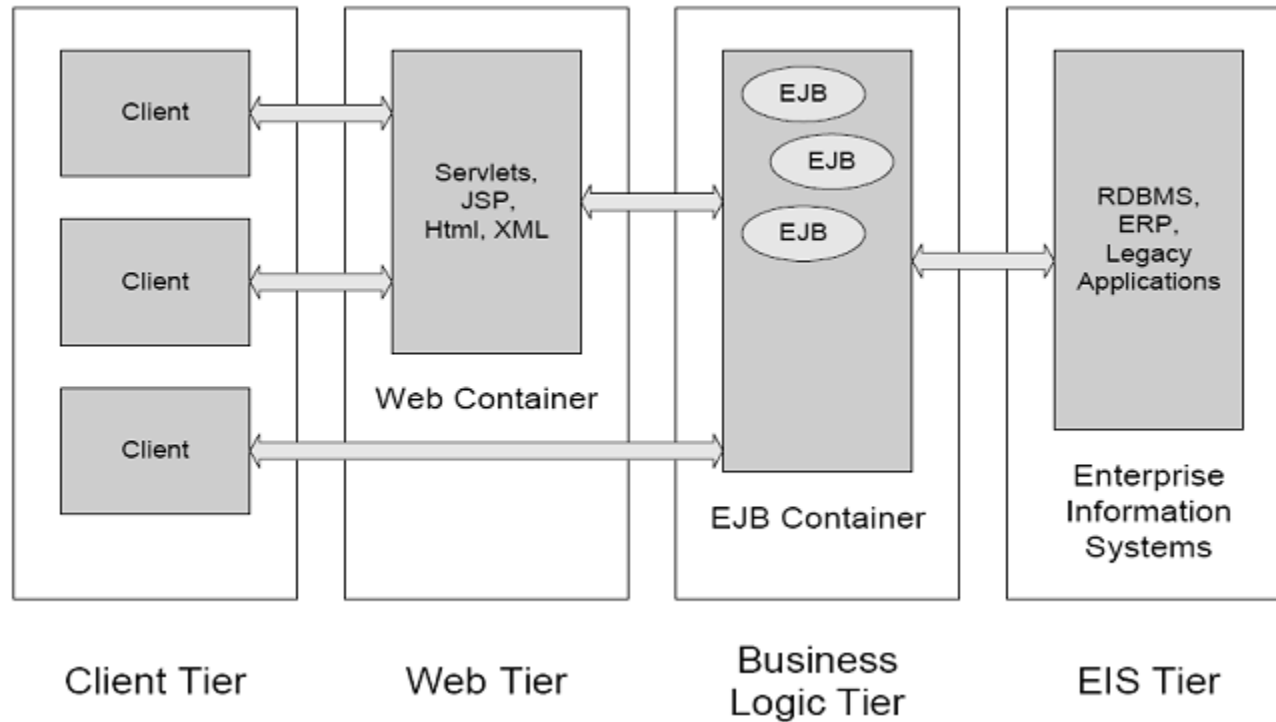 Client
Client
Client
Client Tier
Servlets,
JSP,
Html, XML
Web Container
Web Tier
EJB
EJB
EJB
EJB Container
Business
Logic Tier
RDBMS,
ERP,
Legacy
Applications
Enterprise
Information
Systems
EIS Tier